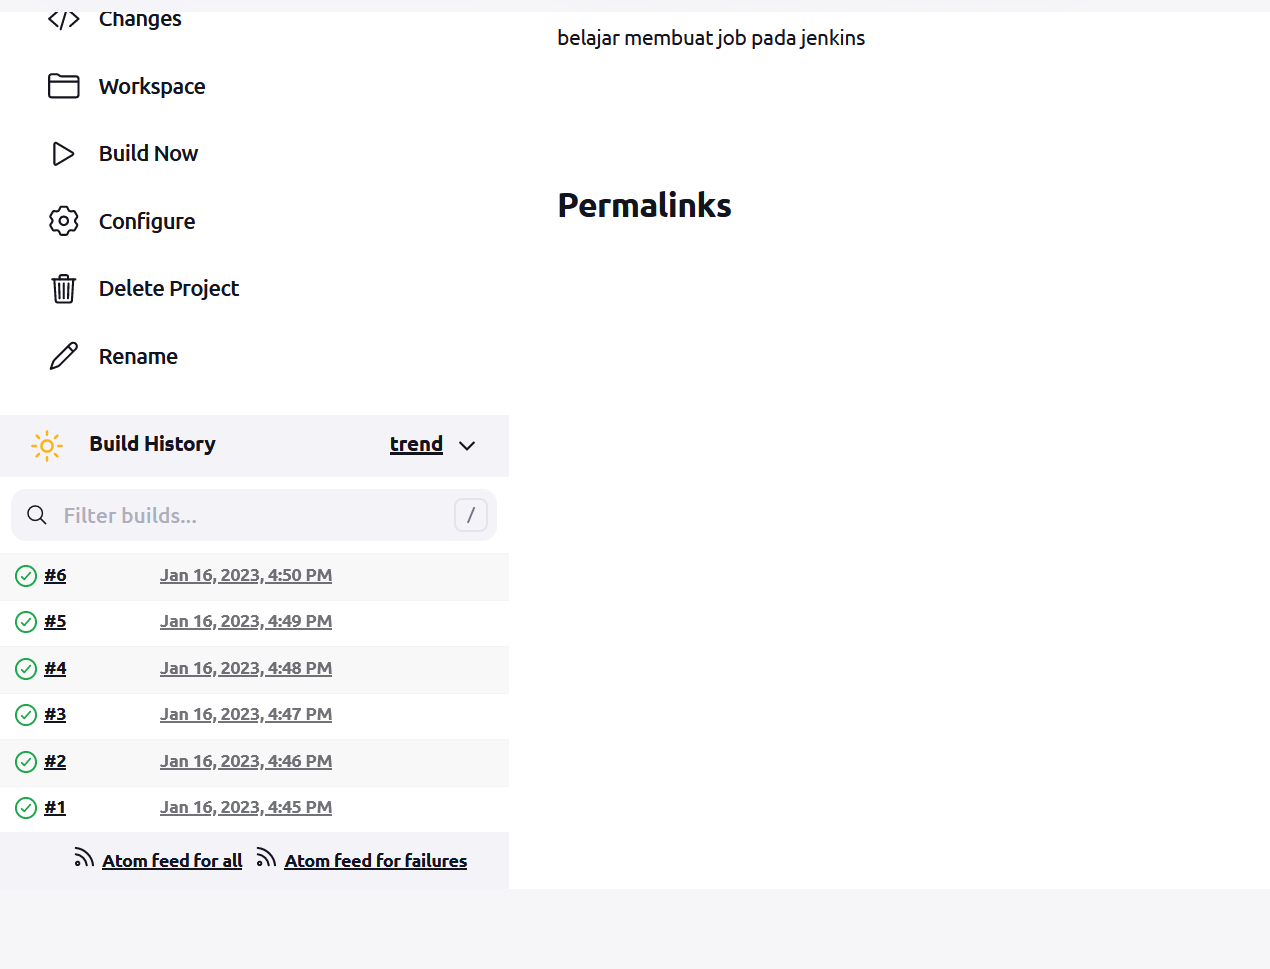 Changes
Workspace
Build Now
Configure
Delete Project
Rename
Build History trend
Filter builds... /
#6 Jan 16, 2023, 4:50 PM
#5 Jan 16, 2023, 4:49 PM
#4 Jan 16, 2023, 4:48 PM
#3 Jan 16, 2023, 4:47 PM
#2 Jan 16, 2023, 4:46 PM
#1 Jan 16, 2023, 4:45 PM
Atom feed for all Atom feed for failures
belajar membuat job pada jenkins
Permalinks